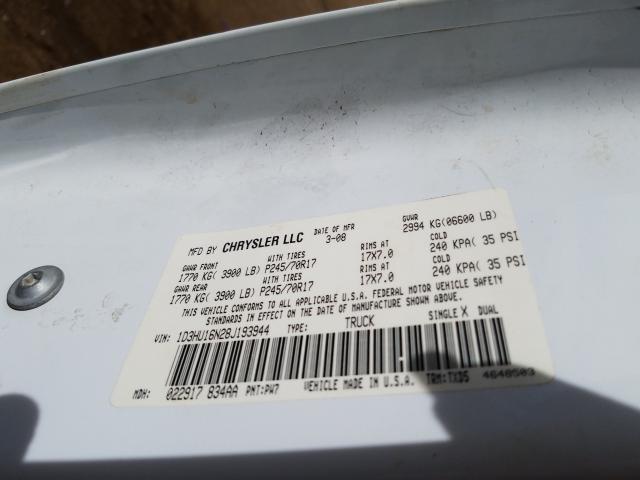 MFD BY CHRYSLER LLC DATE OF MFR 3-08 GVWR 2994 KG(06600 LB)
GAWR FRONT WITH TIRES RIMS AT COLD
1770 KG( 3900 LB) P245/70R17 17X7.0 240 KPA( 35 PSI
GAWR REAR WITH TIRES RIMS AT COLD
1770 KG( 3900 LB) P245/70R17 17X7.0 240 KPA( 35 PSI
THIS VEHICLE CONFORMS TO ALL APPLICABLE U.S.A. FEDERAL MOTOR VEHICLE SAFETY
STANDARDS IN EFFECT ON THE DATE OF MANUFACTURE SHOWN ABOVE.
VIN: 1D3HU16N28J193944 TYPE: TRUCK SINGLE X DUAL
MDH: 022917 834AA PNT:PW7 VEHICLE MADE IN U.S.A. TRM:TXD5 4648503